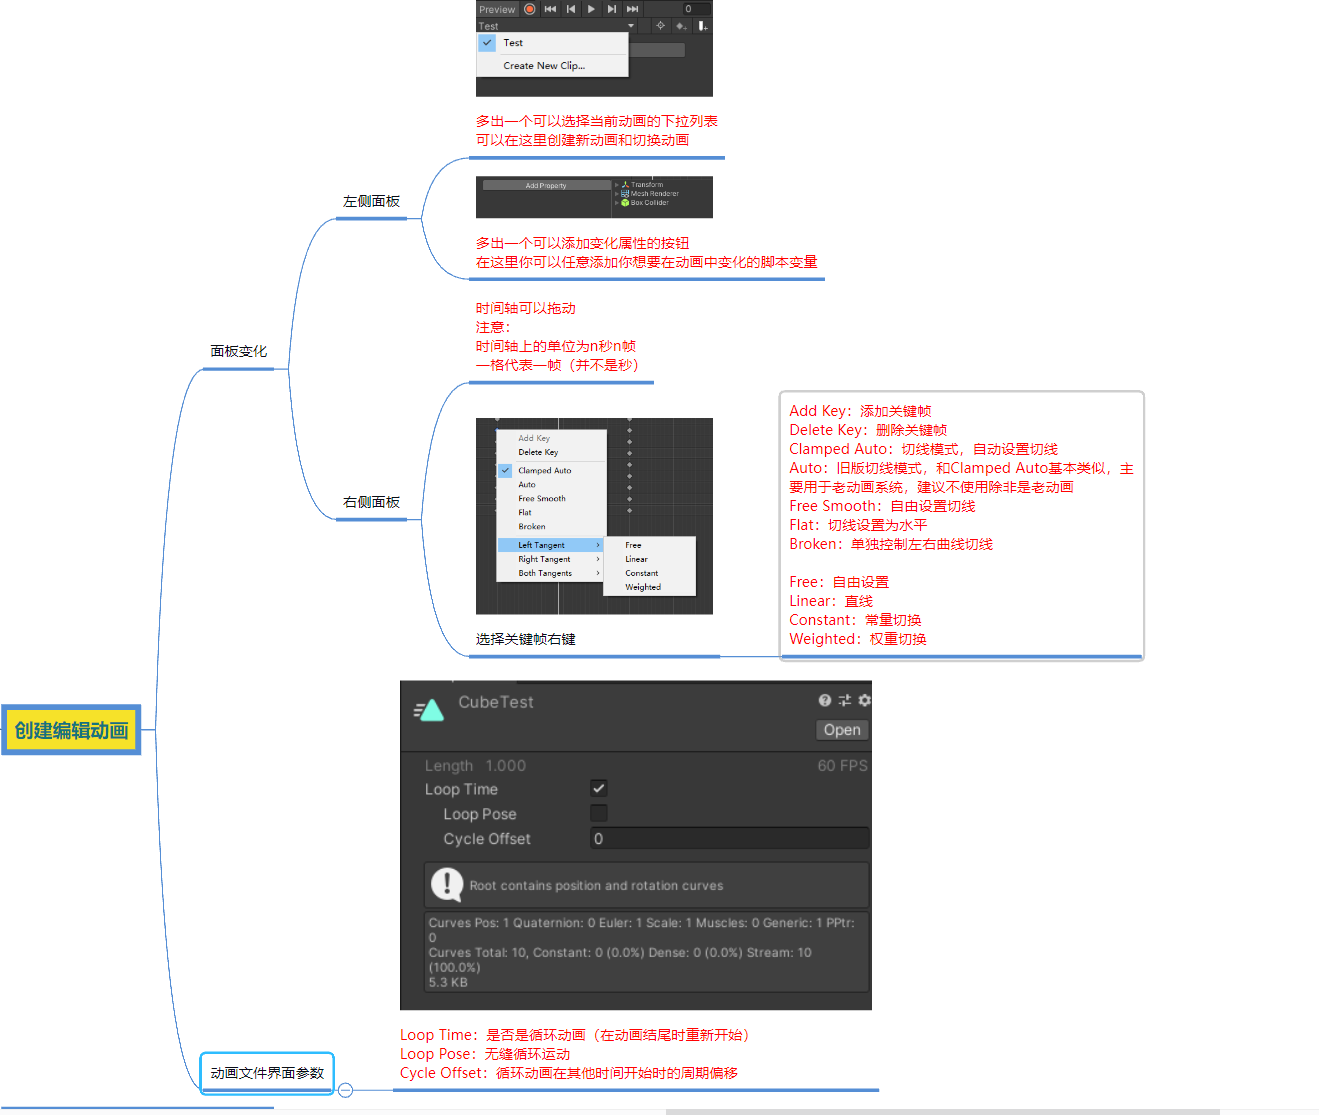 Preview
0
Test
Test
Create New Clip...
多出一个可以选择当前动画的下拉列表
可以在这里创建新动画和切换动画
左侧面板
Add Property
Transform
Mesh Renderer
Box Collider
多出一个可以添加变化属性的按钮
在这里你可以任意添加你想要在动画中变化的脚本变量
面板变化
时间轴可以拖动
注意：
时间轴上的单位为n秒n帧
一格代表一帧（并不是秒）
右侧面板
Add Key
Delete Key
Clamped Auto
Auto
Free Smooth
Flat
Broken
Left Tangent
Right Tangent
Both Tangents
Free
Linear
Constant
Weighted
选择关键帧右键
Add Key：添加关键帧
Delete Key：删除关键帧
Clamped Auto：切线模式，自动设置切线
Auto：旧版切线模式，和Clamped Auto基本类似，主
要用于老动画系统，建议不使用除非是老动画
Free Smooth：自由设置切线
Flat：切线设置为水平
Broken：单独控制左右曲线切线
Free：自由设置
Linear：直线
Constant：常量切换
Weighted：权重切换
创建编辑动画
CubeTest
Open
Length 1.000
60 FPS
Loop Time
Loop Pose
Cycle Offset
0
Root contains position and rotation curves
Curves Pos: 1 Quaternion: 0 Euler: 1 Scale: 1 Muscles: 0 Generic: 1 PPtr:
0
Curves Total: 10, Constant: 0 (0.0%) Dense: 0 (0.0%) Stream: 10
(100.0%)
5.3 KB
动画文件界面参数
Loop Time：是否是循环动画（在动画结尾时重新开始）
Loop Pose：无缝循环运动
Cycle Offset：循环动画在其他时间开始时的周期偏移